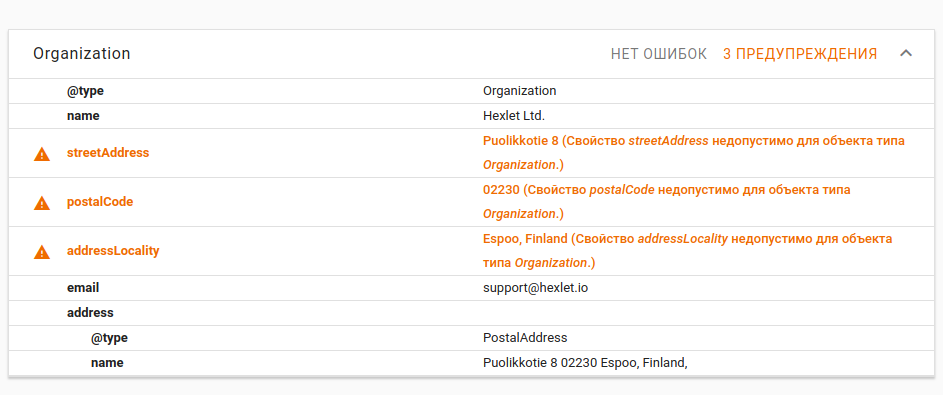 Organization НЕТ ОШИБОК 3 ПРЕДУПРЕЖДЕНИЯ
@type Organization
name Hexlet Ltd.
streetAddress Puolikkotie 8 (Свойство streetAddress недопустимо для объекта типа
Organization.)
postalCode 02230 (Свойство postalCode недопустимо для объекта типа
Organization.)
addressLocality Espoo, Finland (Свойство addressLocality недопустимо для объекта
типа Organization.)
email support@hexlet.io
address
@type PostalAddress
name Puolikkotie 8 02230 Espoo, Finland,